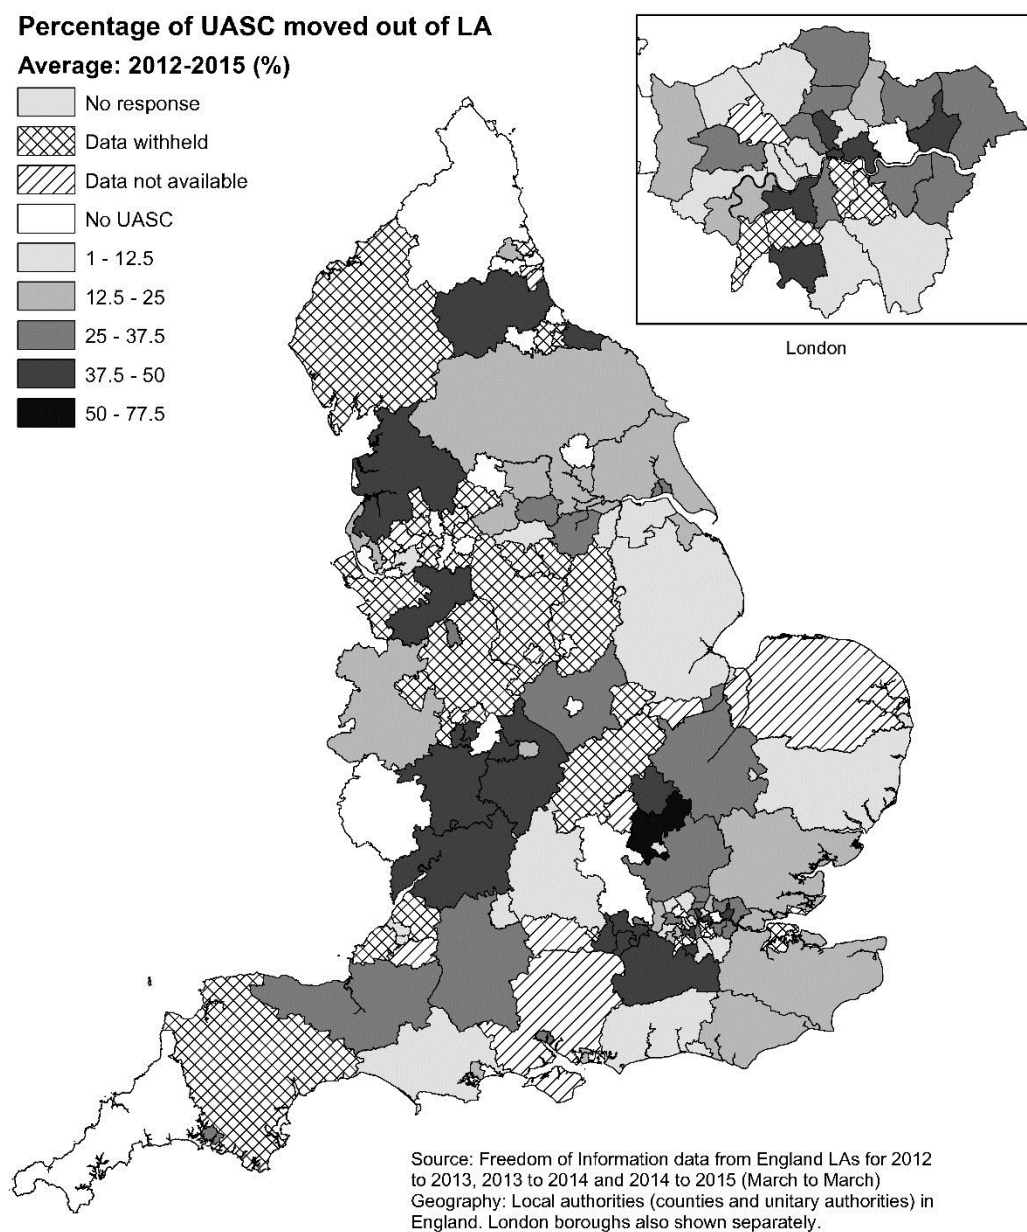 Percentage of UASC moved out of LA
Average: 2012-2015 (%)
No response
Data withheld
Data not available
No UASC
1 - 12.5
12.5 - 25
25 - 37.5
37.5 - 50
50 - 77.5
London
Source: Freedom of Information data from England LAs for 2012
to 2013, 2013 to 2014 and 2014 to 2015 (March to March)
Geography: Local authorities (counties and unitary authorities) in
England. London boroughs also shown separately.